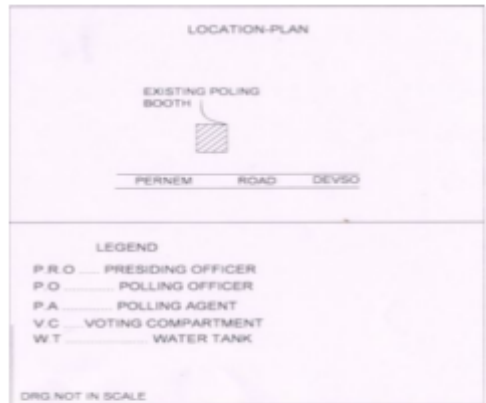 LOCATION-PLAN
EXISTING POLING
BOOTH
PERNEM ROAD DEVSO
LEGEND
P.R.O ..... PRESIDING OFFICER
P.O ............. POLLING OFFICER
P.A ............. POLLING AGENT
V.C ..... VOTING COMPARTMENT
W.T ..................... WATER TANK
DRG.NOT IN SCALE